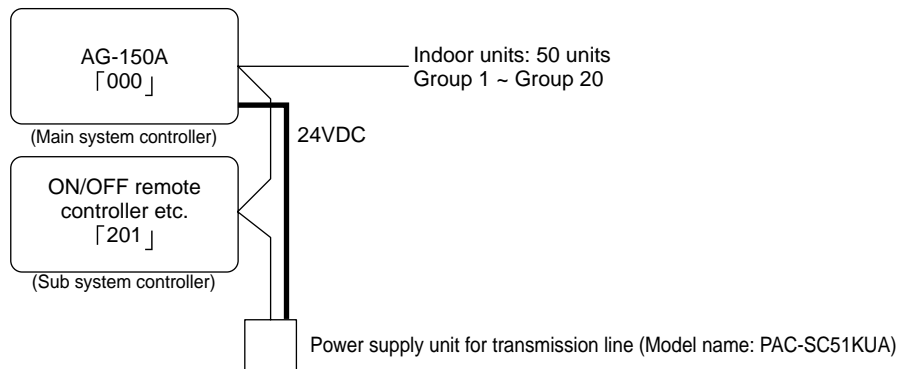 AG-150A
「000」
(Main system controller)
Indoor units: 50 units
Group 1 ~ Group 20
24VDC
ON/OFF remote
controller etc.
「201」
(Sub system controller)
Power supply unit for transmission line (Model name: PAC-SC51KUA)